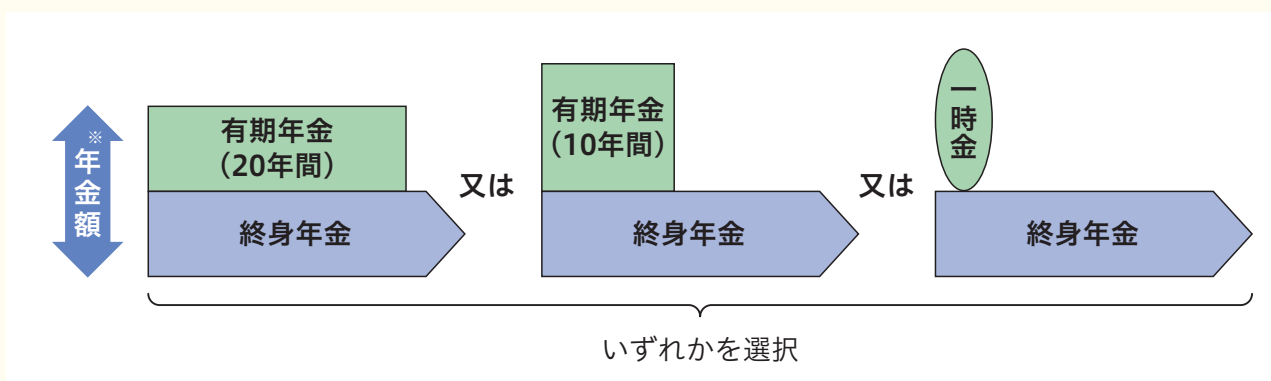 ※年金額
有期年金
（20年間）
終身年金
又は
有期年金
（10年間）
終身年金
又は
一時金
終身年金
いずれかを選択